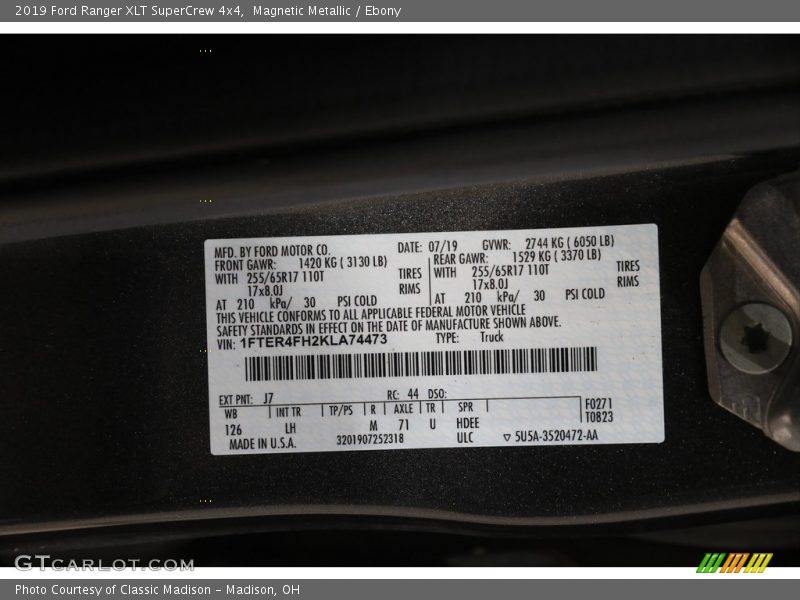 2019 Ford Ranger XLT SuperCrew 4x4, Magnetic Metallic / Ebony
MFD. BY FORD MOTOR CO. DATE: 07/19 GVWR: 2744 KG ( 6050 LB)
FRONT GAWR: 1420 KG ( 3130 LB) REAR GAWR: 1529 KG ( 3370 LB)
WITH 255/65R17 110T TIRES WITH 255/65R17 110T TIRES
17x8.0J RIMS 17x8.0J RIMS
AT 210 kPa/ 30 PSI COLD AT 210 kPa/ 30 PSI COLD
THIS VEHICLE CONFORMS TO ALL APPLICABLE FEDERAL MOTOR VEHICLE
SAFETY STANDARDS IN EFFECT ON THE DATE OF MANUFACTURE SHOWN ABOVE.
VIN: 1FTER4FH2KLA74473 TYPE: Truck
EXT PNT: J7 RC: 44 DSO:
WB INT TR TP/PS R AXLE TR SPR F0271
T0823
126 LH M 71 U HDEE
MADE IN U.S.A. 3201907252318 ULC ▽ 5U5A-3520472-AA
GTCARLOT.COM
Photo Courtesy of Classic Madison - Madison, OH